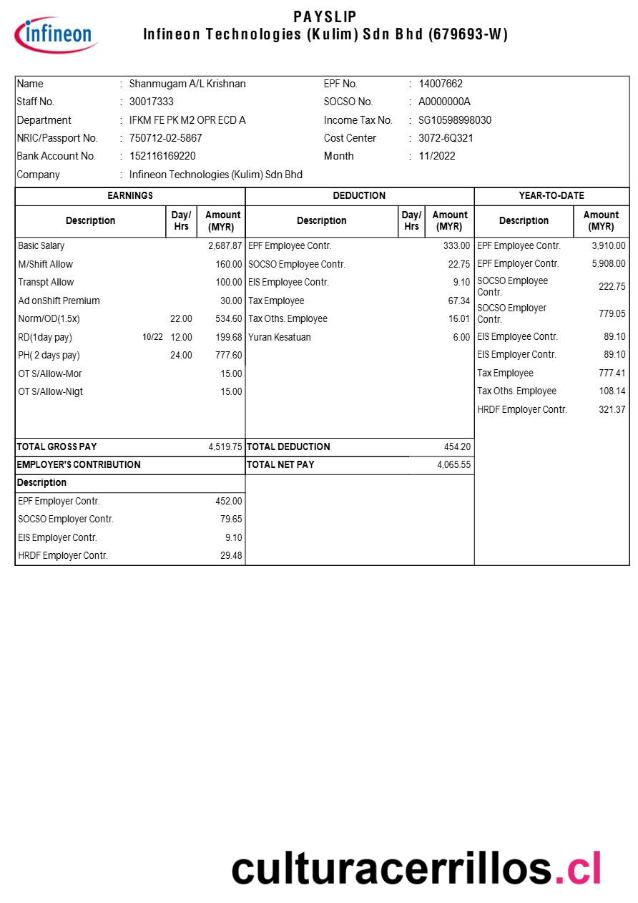 PAYSLIP
infineon
Infineon Technologies (Kulim) Sdn Bhd (679693-W)
Name : Shanmugam A/L Krishnan EPF No. : 14007662
Staff No. : 30017333 SOCSO No. : A0000000A
Department : IFKM FE PK M2 OPR ECD A Income Tax No. : SG10598998030
NRIC/Passport No. : 750712-02-5867 Cost Center : 3072-6Q321
Bank Account No. : 152116169220 Month : 11/2022
Company : Infineon Technologies (Kulim) Sdn Bhd
EARNINGS DEDUCTION YEAR-TO-DATE
Description Day/ Hrs Amount (MYR) Description Day/ Hrs Amount (MYR) Description Amount (MYR)
Basic Salary 2,687.87 EPF Employee Contr. 333.00 EPF Employee Contr. 3,910.00
M/Shift Allow 160.00 SOCSO Employee Contr. 22.75 EPF Employer Contr. 5,908.00
Transpt Allow 100.00 EIS Employee Contr. 9.10 SOCSO Employee Contr. 222.75
Ad onShift Premium 30.00 Tax Employee 67.34 SOCSO Employer Contr. 779.05
Norm/OD(1.5x) 22.00 534.60 Tax Oths. Employee 16.01
RD(1day pay) 10/22 12.00 199.68 Yuran Kesatuan 6.00 EIS Employee Contr. 89.10
PH( 2 days pay) 24.00 777.60 EIS Employer Contr. 89.10
OT S/Allow-Mor 15.00 Tax Employee 777.41
OT S/Allow-Nigt 15.00 Tax Oths. Employee 108.14
HRDF Employer Contr. 321.37
TOTAL GROSS PAY 4,519.75 TOTAL DEDUCTION 454.20
EMPLOYER'S CONTRIBUTION TOTAL NET PAY 4,065.55
Description
EPF Employer Contr. 452.00
SOCSO Employer Contr. 79.65
EIS Employer Contr. 9.10
HRDF Employer Contr. 29.48
culturacerrillos.cl